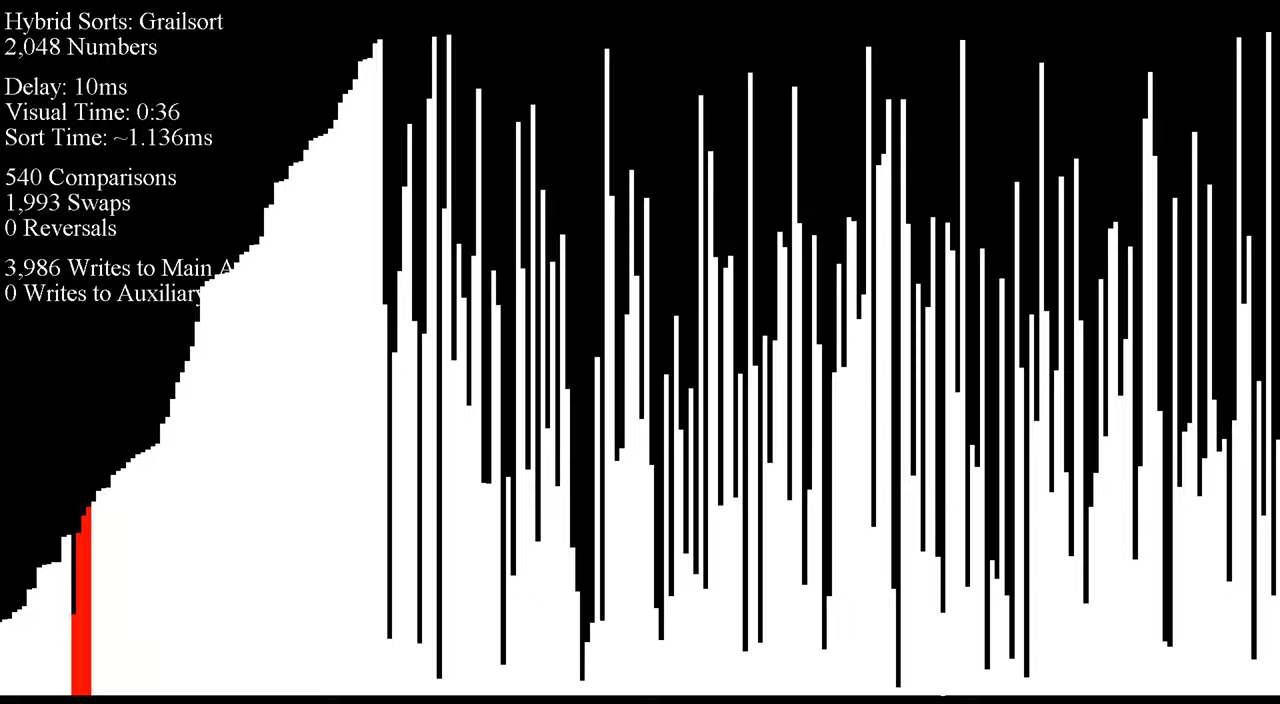 Hybrid Sorts: Grailsort
2,048 Numbers
Delay: 10ms
Visual Time: 0:36
Sort Time: ~1.136ms
540 Comparisons
1,993 Swaps
0 Reversals
3,986 Writes to Main
0 Writes to Auxiliary